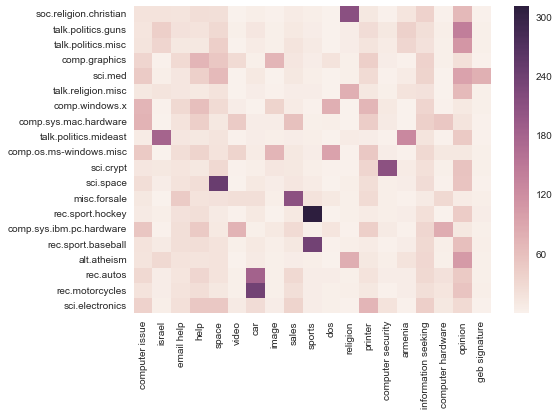 soc.religion.christian
talk.politics.guns
talk.politics.misc
comp.graphics
sci.med
talk.religion.misc
comp.windows.x
comp.sys.mac.hardware
talk.politics.mideast
comp.os.ms-windows.misc
sci.crypt
sci.space
misc.forsale
rec.sport.hockey
comp.sys.ibm.pc.hardware
rec.sport.baseball
alt.atheism
rec.autos
rec.motorcycles
sci.electronics
computer issue
israel
email help
help
space
video
car
image
sales
sports
dos
religion
printer
computer security
armenia
information seeking
computer hardware
opinion
geb signature
300
240
180
120
60